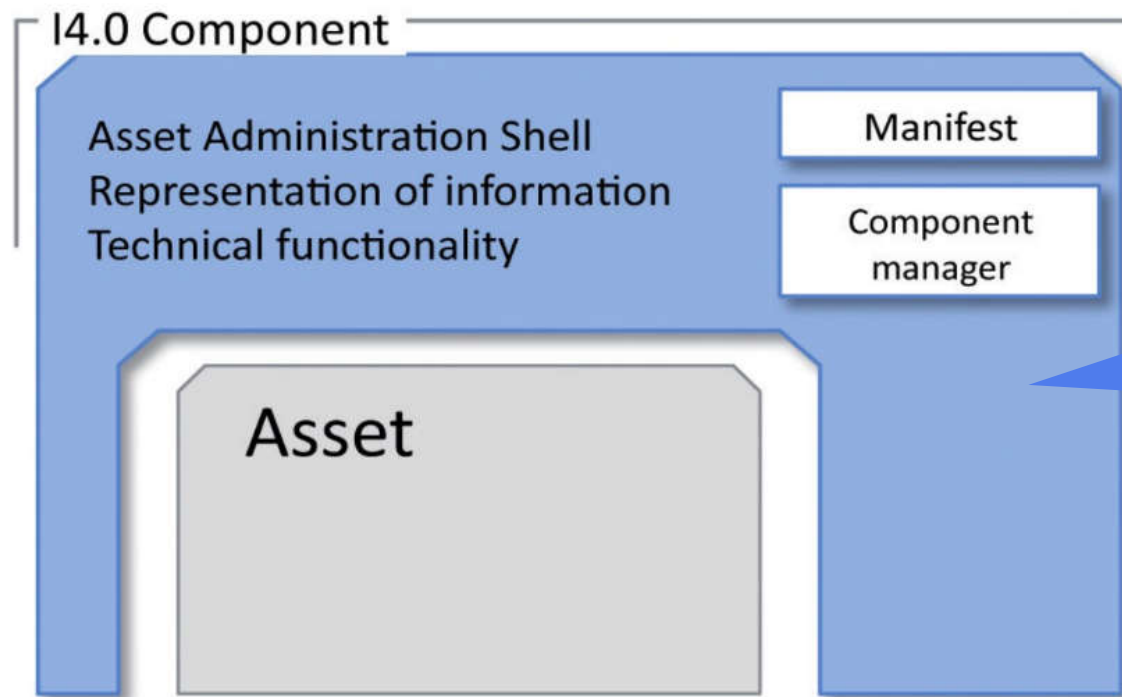 I4.0 Component
Asset Administration Shell
Representation of information
Technical functionality
Manifest
Component
manager
Asset